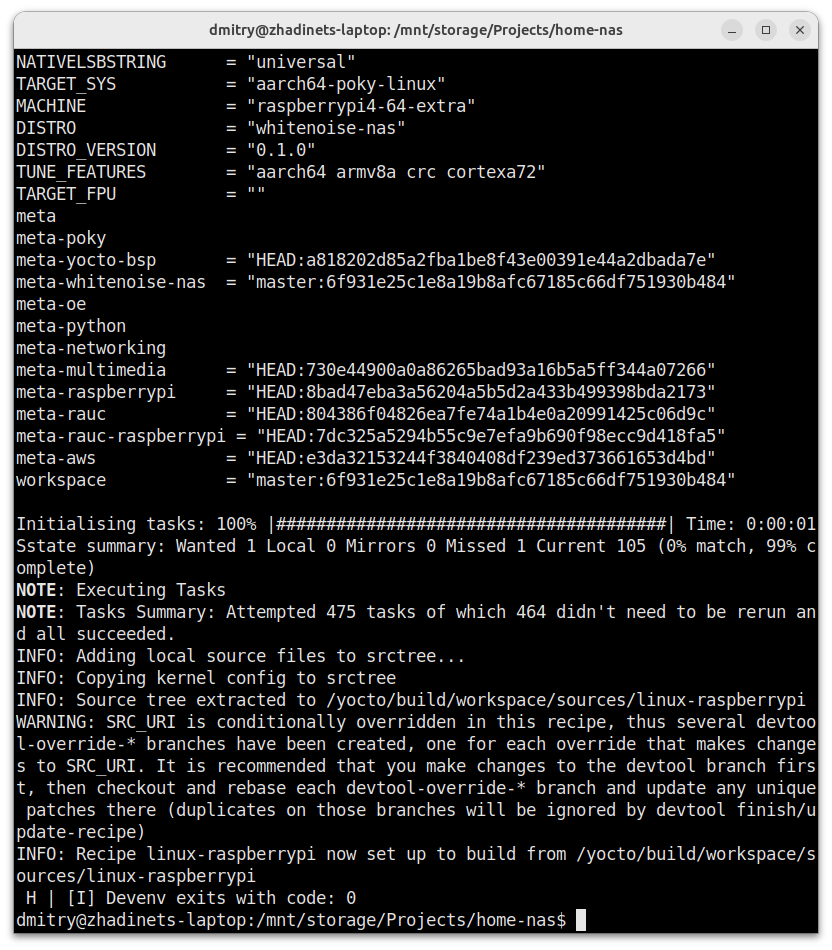 dmitry@zhadinets-laptop: /mnt/storage/Projects/home-nas
NATIVELSBSTRING      = "universal"
TARGET_SYS           = "aarch64-poky-linux"
MACHINE              = "raspberrypi4-64-extra"
DISTRO               = "whitenoise-nas"
DISTRO_VERSION       = "0.1.0"
TUNE_FEATURES        = "aarch64 armv8a crc cortexa72"
TARGET_FPU           = ""
meta
meta-poky
meta-yocto-bsp       = "HEAD:a818202d85a2fba1be8f43e00391e44a2dbada7e"
meta-whitenoise-nas  = "master:6f931e25c1e8a19b8afc67185c66df751930b484"
meta-oe
meta-python
meta-networking
meta-multimedia      = "HEAD:730e44900a0a86265bad93a16b5a5ff344a07266"
meta-raspberrypi     = "HEAD:8bad47eba3a56204a5b5d2a433b499398bda2173"
meta-rauc            = "HEAD:804386f04826ea7fe74a1b4e0a20991425c06d9c"
meta-rauc-raspberrypi = "HEAD:7dc325a5294b55c9e7efa9b690f98ecc9d418fa5"
meta-aws             = "HEAD:e3da32153244f3840408df239ed373661653d4bd"
workspace            = "master:6f931e25c1e8a19b8afc67185c66df751930b484"
Initialising tasks: 100% |#######################################| Time: 0:00:01
Sstate summary: Wanted 1 Local 0 Mirrors 0 Missed 1 Current 105 (0% match, 99% c
omplete)
NOTE: Executing Tasks
NOTE: Tasks Summary: Attempted 475 tasks of which 464 didn't need to be rerun an
d all succeeded.
INFO: Adding local source files to srctree...
INFO: Copying kernel config to srctree
INFO: Source tree extracted to /yocto/build/workspace/sources/linux-raspberrypi
WARNING: SRC_URI is conditionally overridden in this recipe, thus several devtoo
l-override-* branches have been created, one for each override that makes change
s to SRC_URI. It is recommended that you make changes to the devtool branch firs
t, then checkout and rebase each devtool-override-* branch and update any unique
 patches there (duplicates on those branches will be ignored by devtool finish/u
pdate-recipe)
INFO: Recipe linux-raspberrypi now set up to build from /yocto/build/workspace/s
ources/linux-raspberrypi
 H | [I] Devenv exits with code: 0
dmitry@zhadinets-laptop:/mnt/storage/Projects/home-nas$